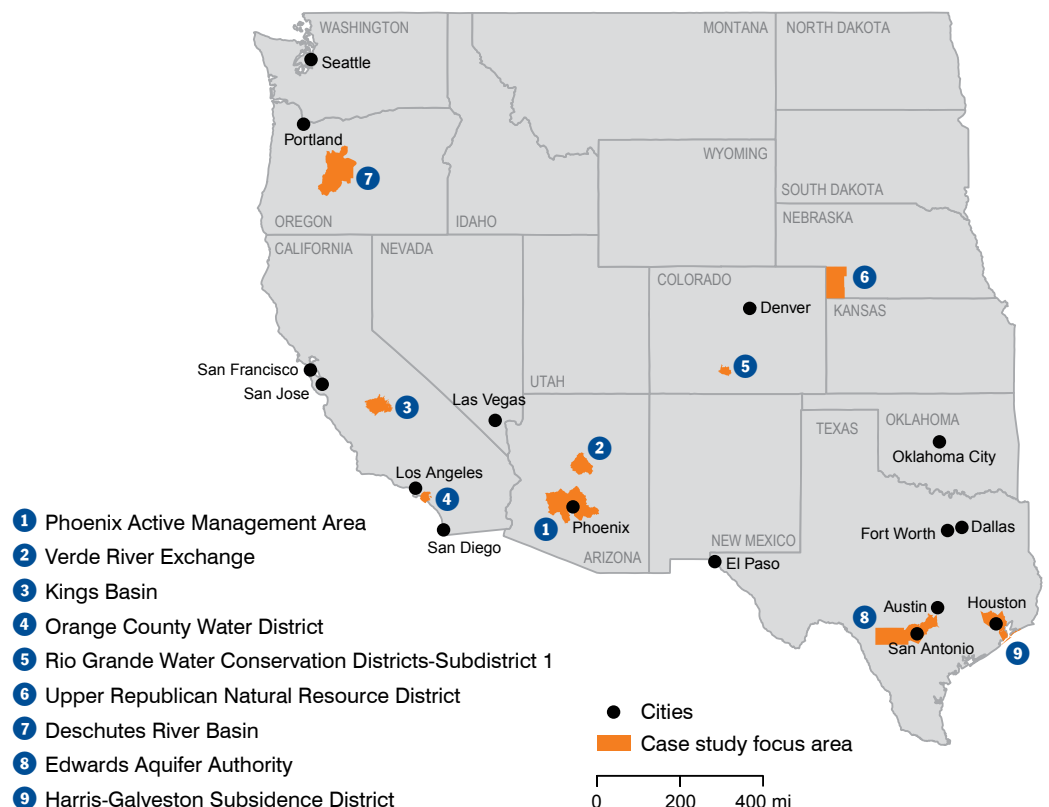 WASHINGTON
MONTANA
NORTH DAKOTA
Seattle
Portland
WYOMING
7
SOUTH DAKOTA
OREGON
IDAHO
NEBRASKA
CALIFORNIA
NEVADA
COLORADO
6
Denver
KANSAS
San Francisco
5
San Jose
UTAH
Las Vegas
3
TEXAS
OKLAHOMA
2
Oklahoma City
Los Angeles
4
1
Phoenix
Fort Worth
Dallas
San Diego
ARIZONA
NEW MEXICO
El Paso
Austin
Houston
8
San Antonio
9
1 Phoenix Active Management Area
2 Verde River Exchange
3 Kings Basin
4 Orange County Water District
5 Rio Grande Water Conservation Districts-Subdistrict 1
6 Upper Republican Natural Resource District
7 Deschutes River Basin
8 Edwards Aquifer Authority
9 Harris-Galveston Subsidence District
Cities
Case study focus area
0 200 400 mi